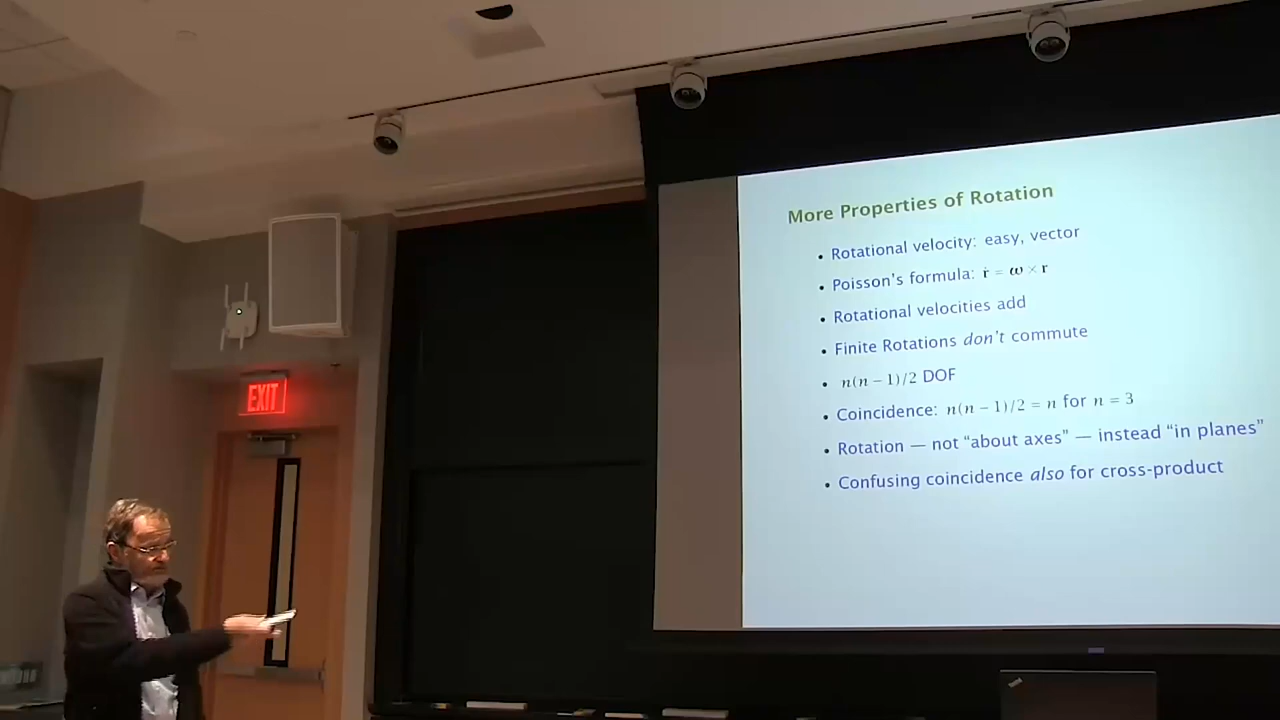 More Properties of Rotation
• Rotational velocity: easy, vector
• Poisson's formula: ṙ = ω × r
• Rotational velocities add
• Finite Rotations don't commute
• n(n − 1)/2 DOF
• Coincidence: n(n − 1)/2 = n for n = 3
• Rotation — not “about axes” — instead “in planes”
• Confusing coincidence also for cross-product
EXIT